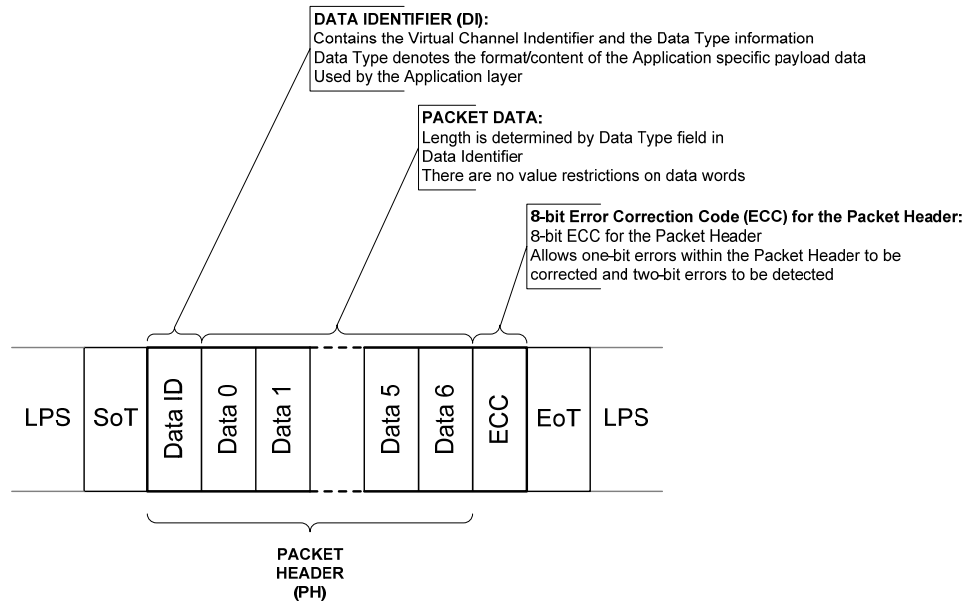 DATA IDENTIFIER (DI):
Contains the Virtual Channel Indentifier and the Data Type information
Data Type denotes the format/content of the Application specific payload data
Used by the Application layer
PACKET DATA:
Length is determined by Data Type field in
Data Identifier
There are no value restrictions on data words
8-bit Error Correction Code (ECC) for the Packet Header:
8-bit ECC for the Packet Header
Allows one-bit errors within the Packet Header to be
corrected and two-bit errors to be detected
LPS
SoT
Data ID
Data 0
Data 1
Data 5
Data 6
ECC
EoT
LPS
PACKET
HEADER
(PH)